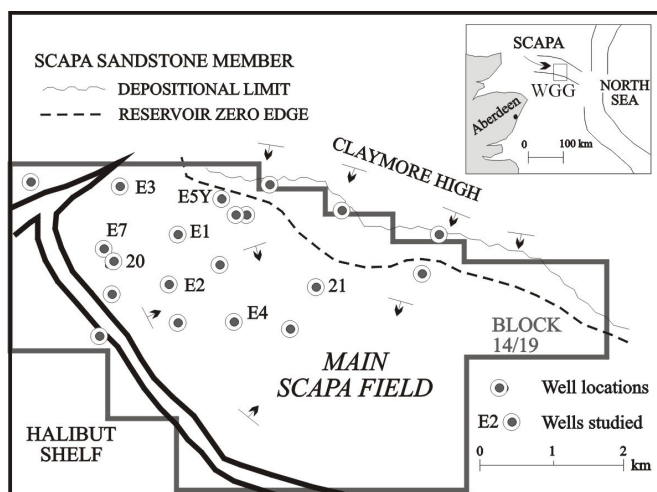 SCAPA SANDSTONE MEMBER
DEPOSITIONAL LIMIT
RESERVOIR ZERO EDGE
SCAPA
WGG
NORTH
SEA
Aberdeen
0 100 km
CLAYMORE HIGH
E3
E5Y
E7
E1
20
E2
21
E4
BLOCK
14/19
MAIN
SCAPA FIELD
Well locations
E2 Wells studied
HALIBUT
SHELF
0 1 2
km